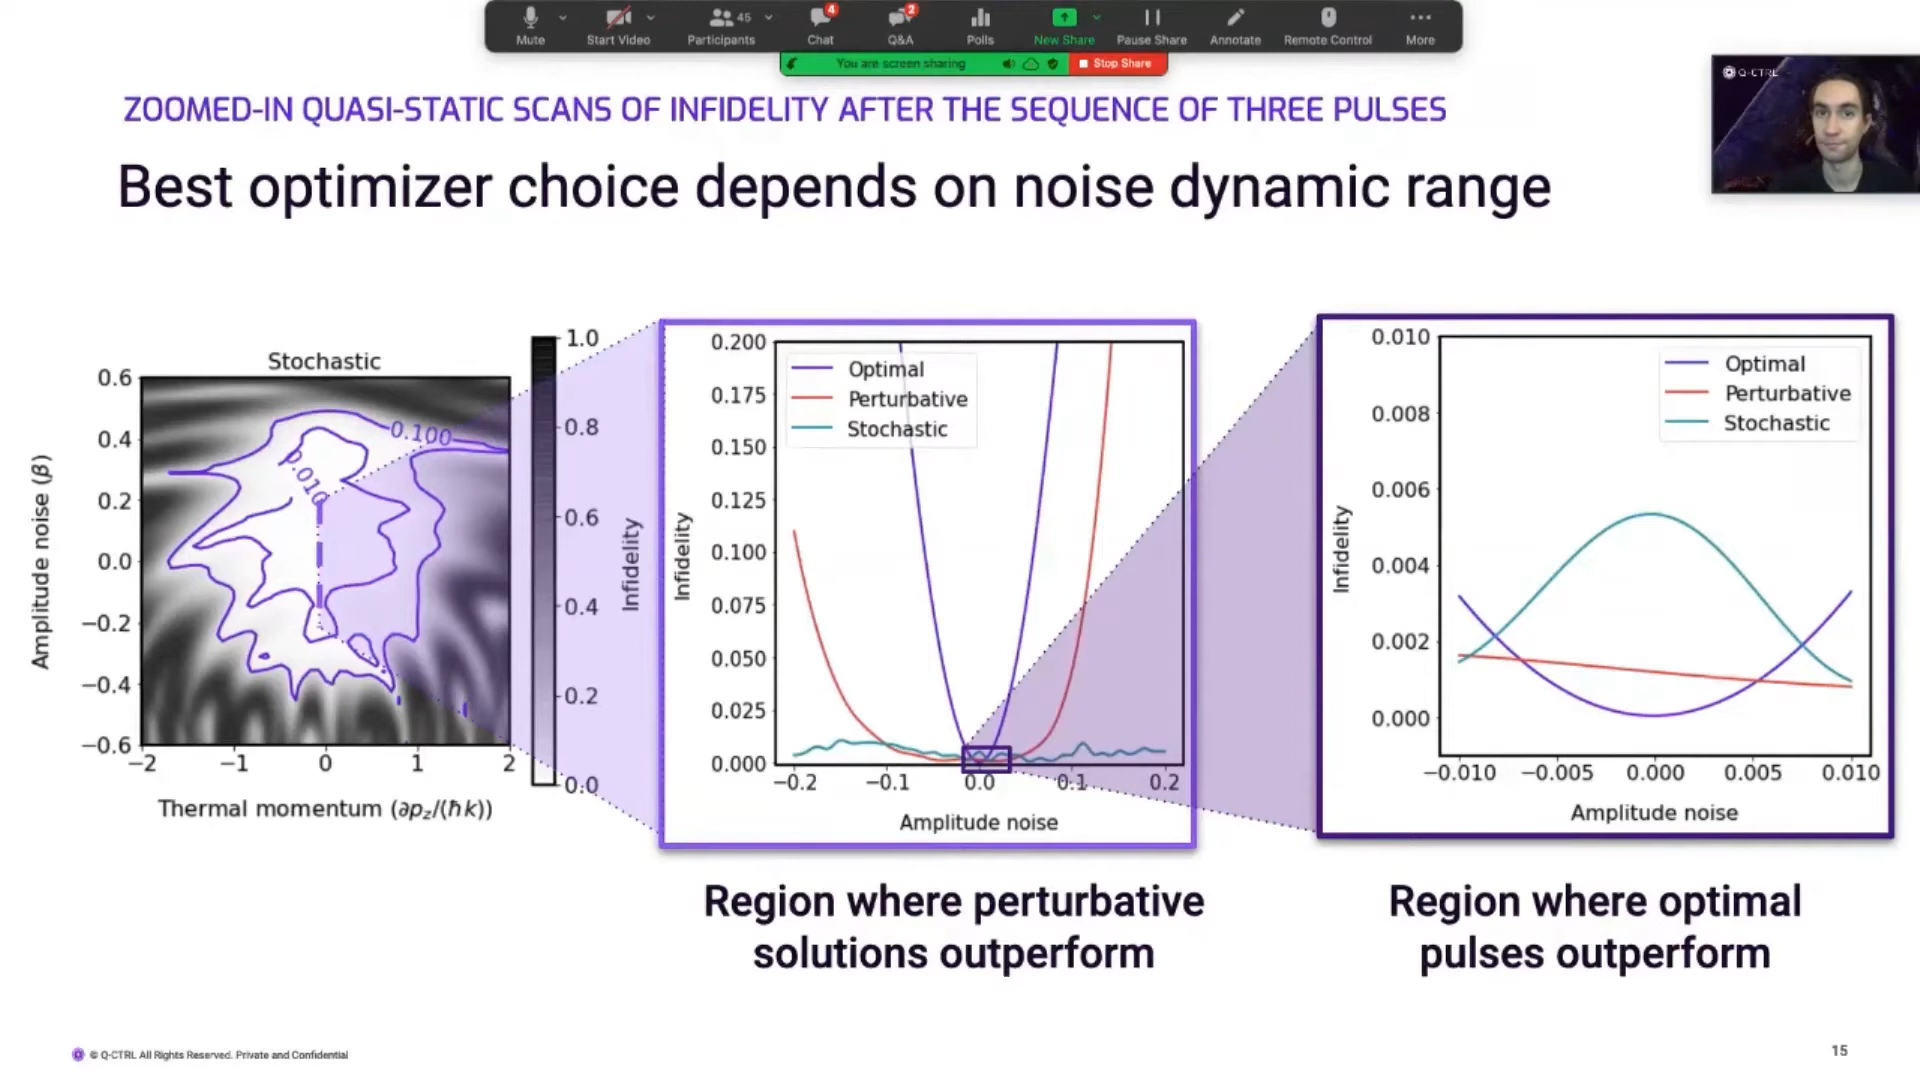 Mute
Start Video
Participants
45
Chat
4
Q&A
2
Polls
New Share
Pause Share
Annotate
Remote Control
More
You are screen sharing
Stop Share
Q-CTRL
ZOOMED-IN QUASI-STATIC SCANS OF INFIDELITY AFTER THE SEQUENCE OF THREE PULSES
Best optimizer choice depends on noise dynamic range
Stochastic
Amplitude noise (β)
0.6
0.4
0.2
0.0
−0.2
−0.4
−0.6
0.100
0.010
−2
−1
0
1
2
Thermal momentum (∂p_z/(ħk))
1.0
0.8
0.6
0.4
0.2
0.0
Infidelity
Infidelity
0.200
0.175
0.150
0.125
0.100
0.075
0.050
0.025
0.000
Optimal
Perturbative
Stochastic
−0.2
−0.1
0.0
0.1
0.2
Amplitude noise
Infidelity
0.010
0.008
0.006
0.004
0.002
0.000
Optimal
Perturbative
Stochastic
−0.010
−0.005
0.000
0.005
0.010
Amplitude noise
Region where perturbative
solutions outperform
Region where optimal
pulses outperform
© Q-CTRL All Rights Reserved. Private and Confidential
15